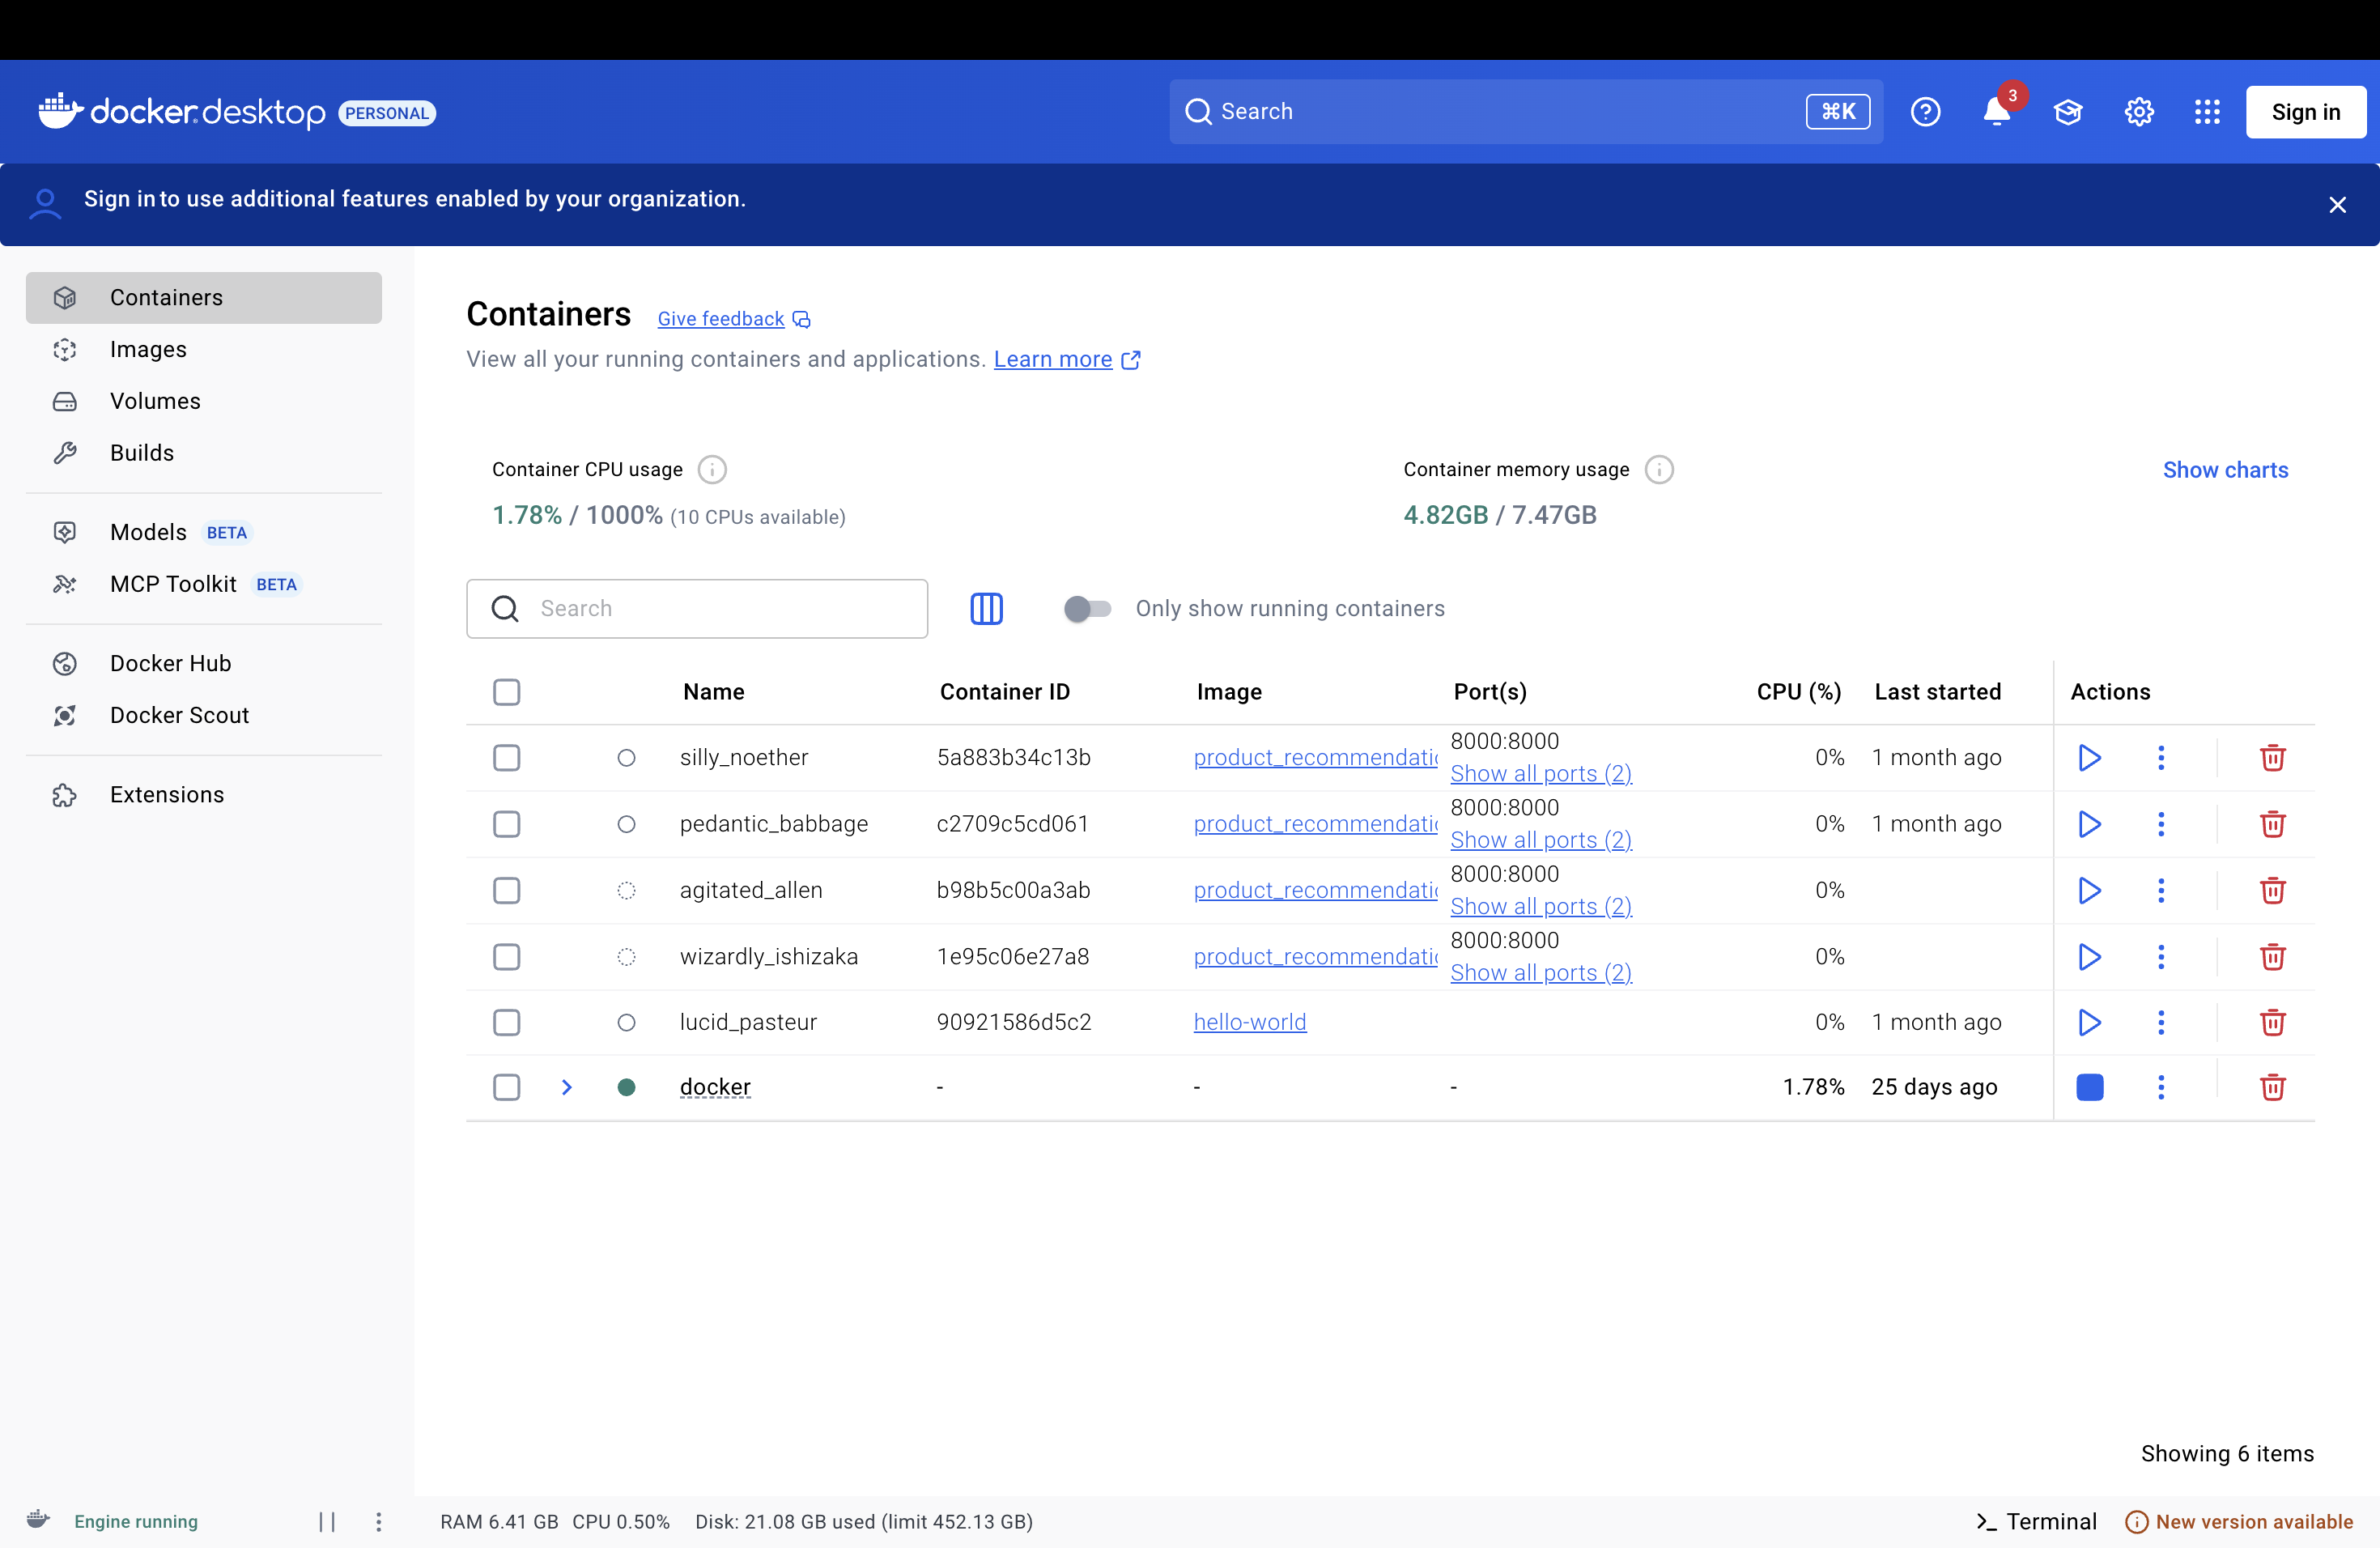 docker.desktop PERSONAL
Search ⌘K
3
Sign in
Sign in to use additional features enabled by your organization.
Containers
Images
Volumes
Builds
Models BETA
MCP Toolkit BETA
Docker Hub
Docker Scout
Extensions
Containers Give feedback
View all your running containers and applications. Learn more
Container CPU usage
1.78% / 1000% (10 CPUs available)
Container memory usage
4.82GB / 7.47GB
Show charts
Search
Only show running containers
Name Container ID Image Port(s) CPU (%) Last started Actions
silly_noether 5a883b34c13b product_recommendatic 8000:8000 0% 1 month ago
Show all ports (2)
pedantic_babbage c2709c5cd061 product_recommendatic 8000:8000 0% 1 month ago
Show all ports (2)
agitated_allen b98b5c00a3ab product_recommendatic 8000:8000 0%
Show all ports (2)
wizardly_ishizaka 1e95c06e27a8 product_recommendatic 8000:8000 0%
Show all ports (2)
lucid_pasteur 90921586d5c2 hello-world 0% 1 month ago
docker - - - 1.78% 25 days ago
Showing 6 items
Engine running
RAM 6.41 GB CPU 0.50% Disk: 21.08 GB used (limit 452.13 GB)
Terminal
New version available